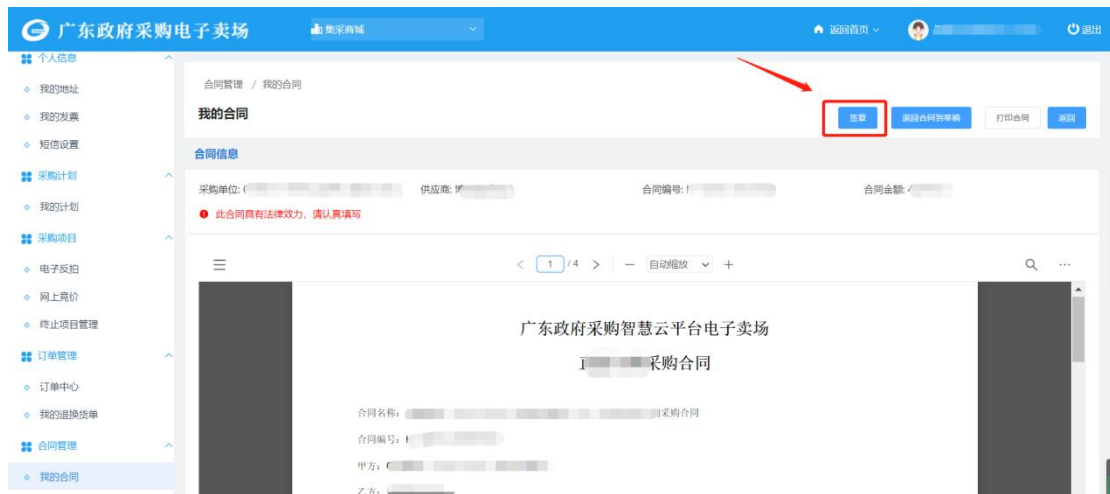 广东政府采购电子卖场
集采商城
返回首页
退出
个人信息
我的地址
我的发票
短信设置
采购计划
我的计划
采购项目
电子反拍
网上竞价
终止项目管理
订单管理
订单中心
我的退换货单
合同管理
我的合同
合同管理 / 我的合同
我的合同
签章
退回合同到草稿
打印合同
返回
合同信息
采购单位:
供应商:
合同编号:
合同金额:
此合同具有法律效力，请认真填写
1 / 4
自动缩放
广东政府采购智慧云平台电子卖场
采购合同
合同名称： 采购合同
合同编号：
甲方：
乙方：